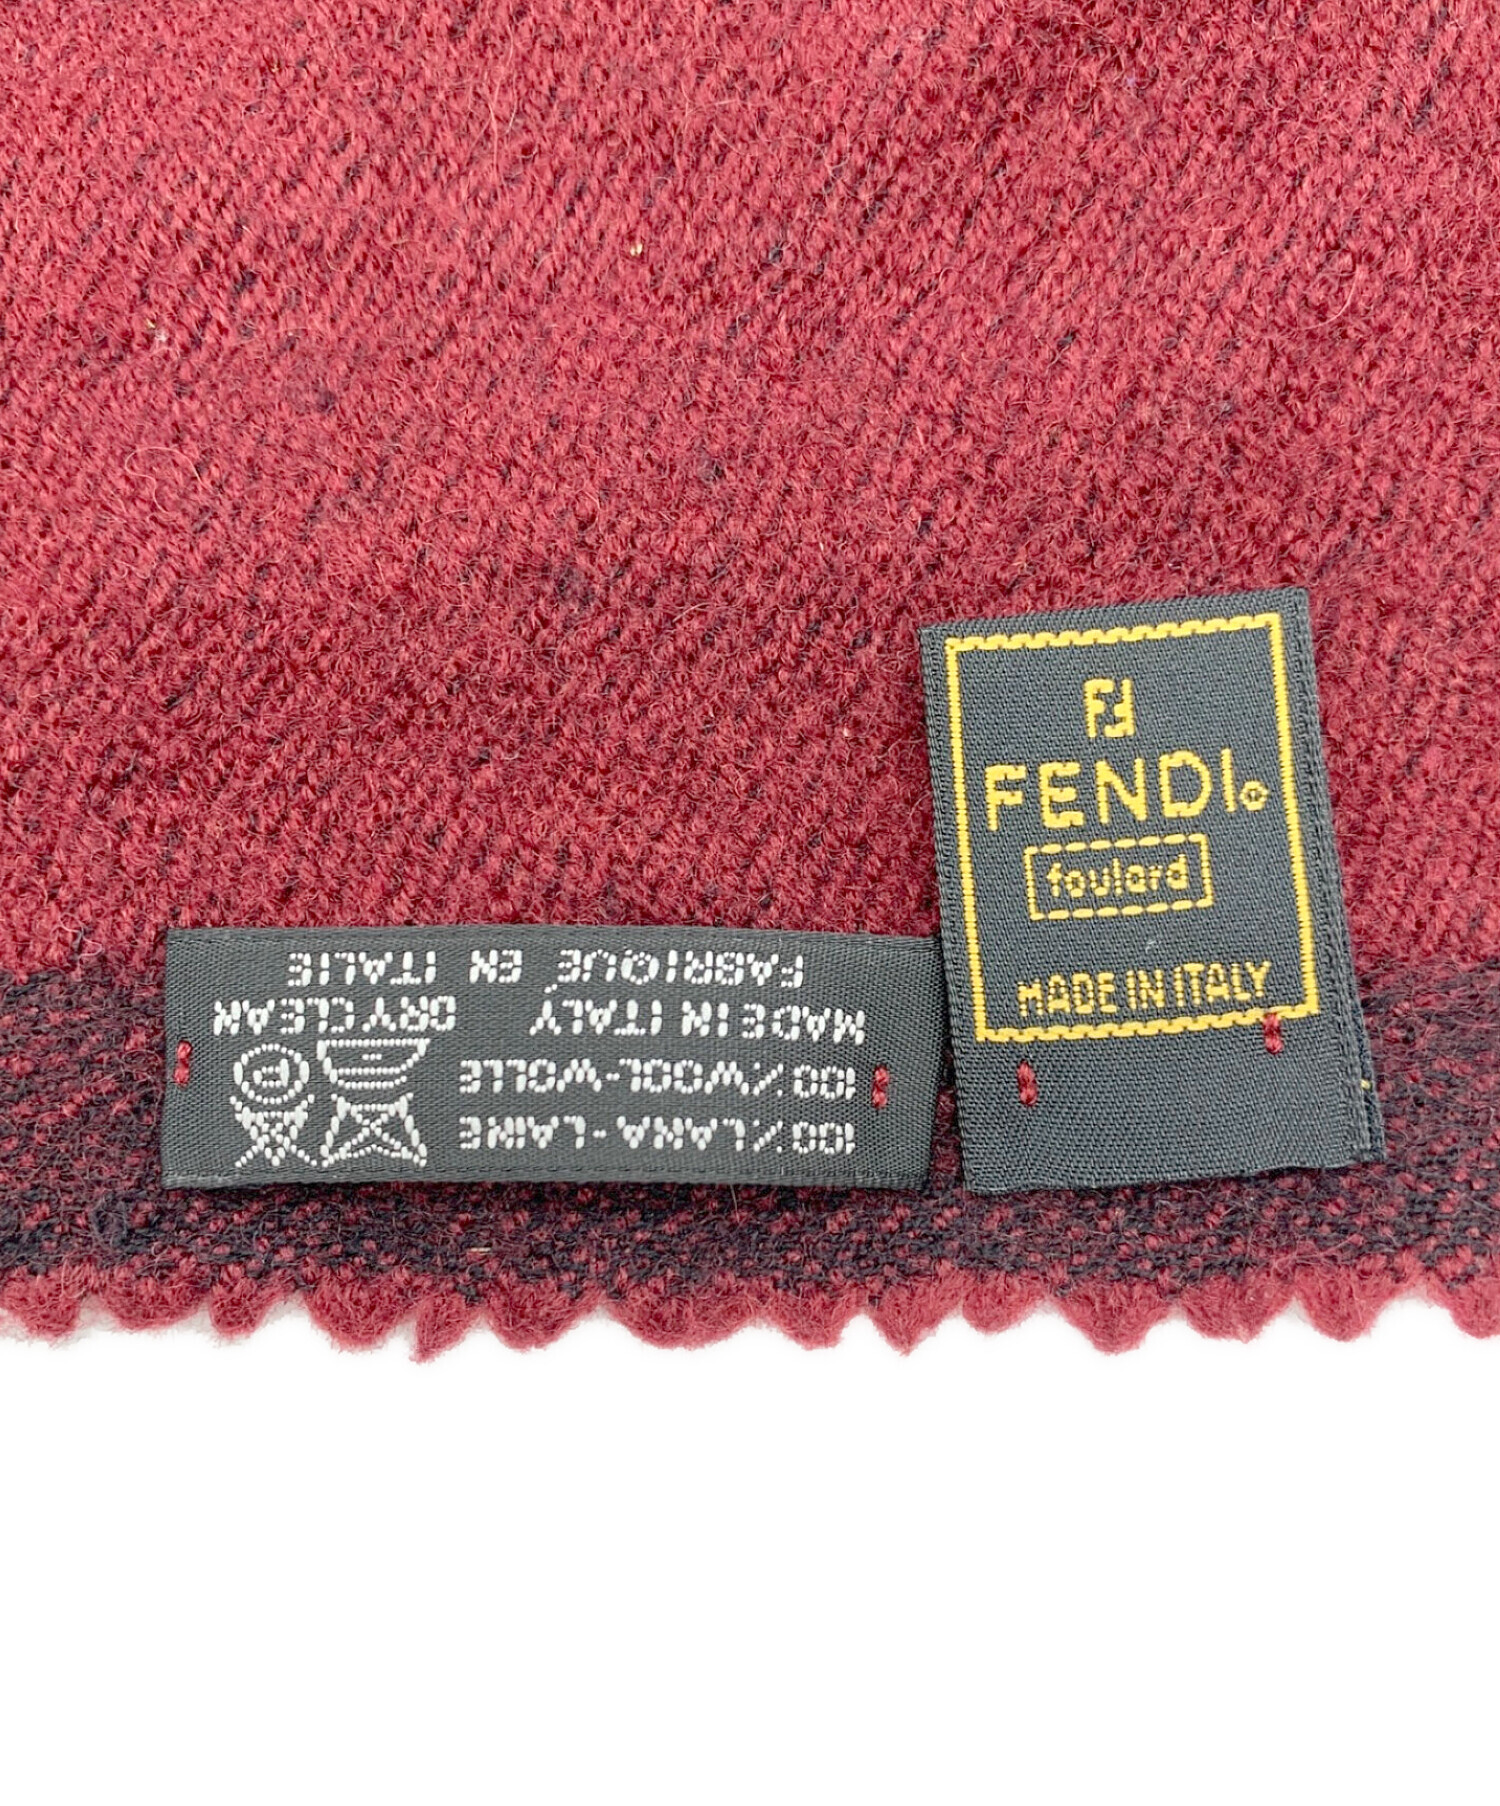 FF
FENDI®
foulard
MADE IN ITALY
100%LANA-LAINE
100%WOOL-WOLLE
MADE IN ITALY DRY CLEAN
FABRIQUÉ EN ITALIE
P